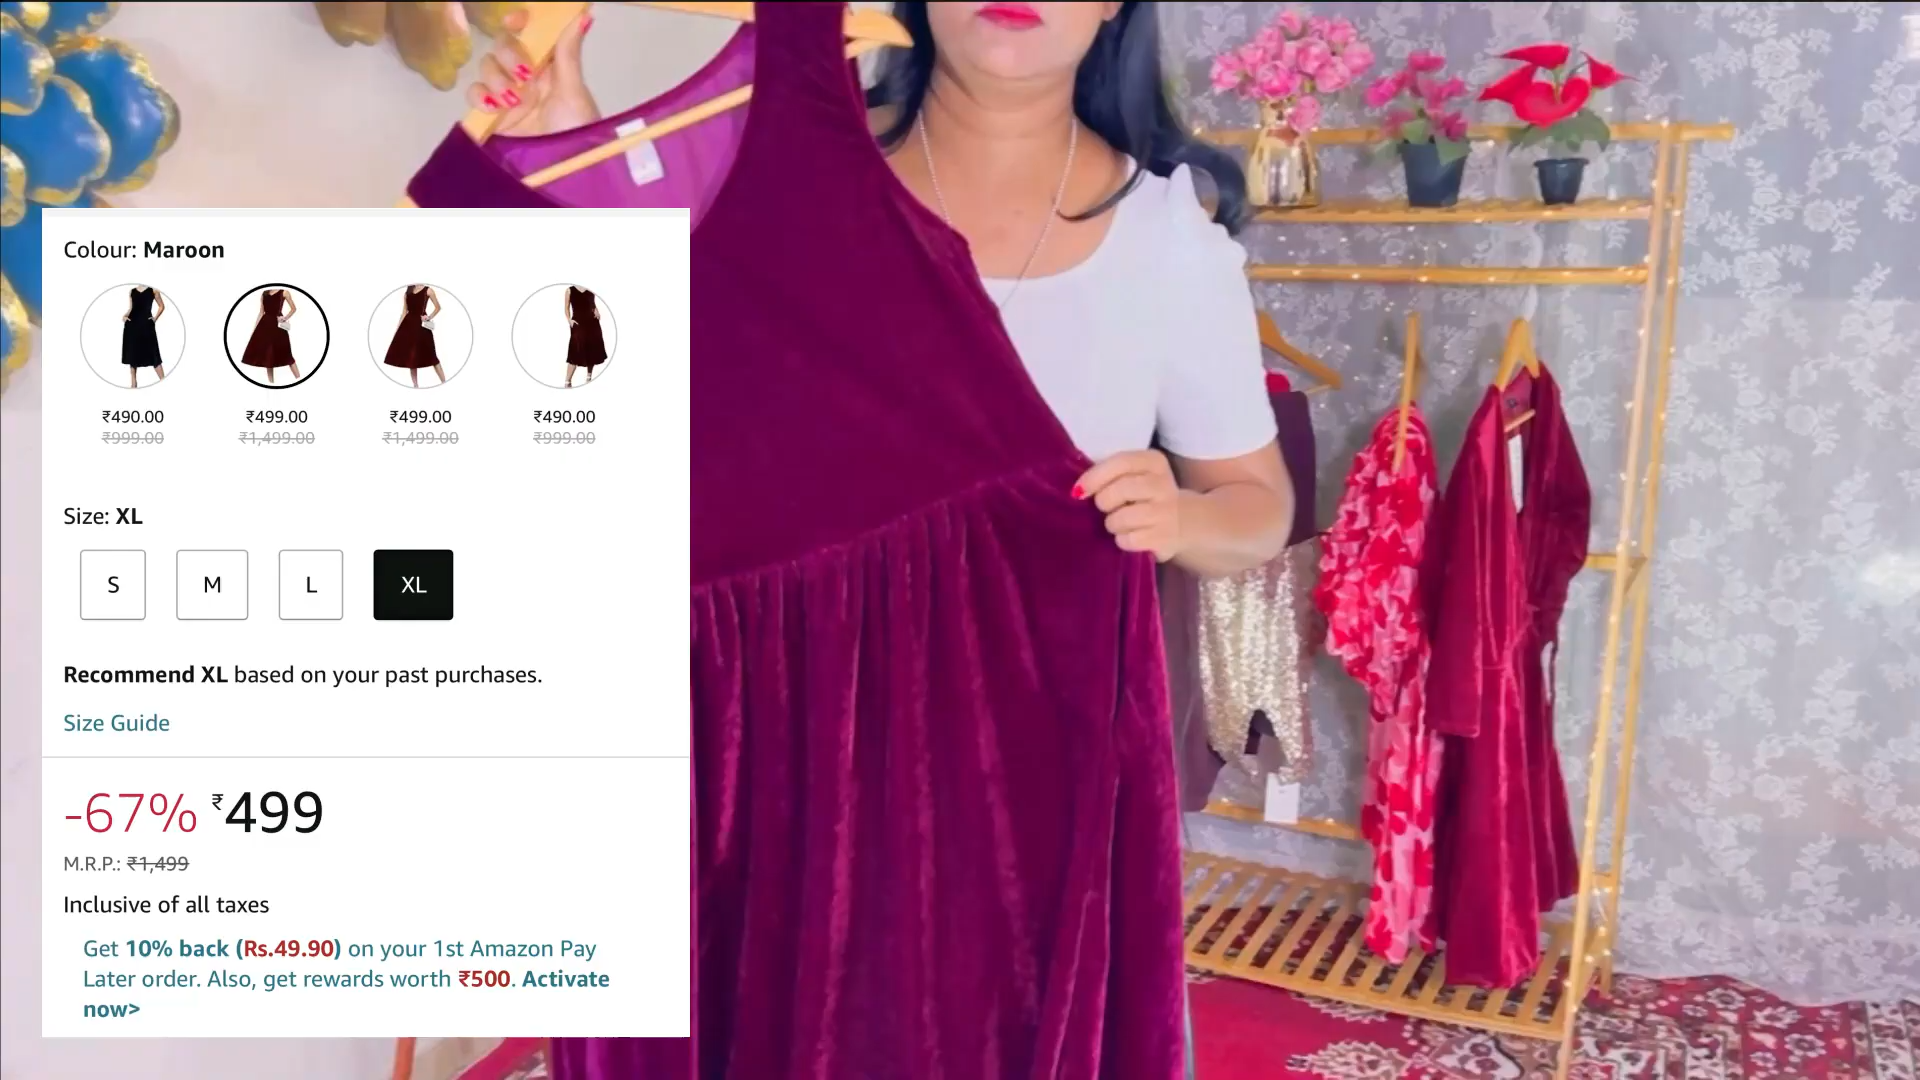 Colour: Maroon
₹490.00 ₹499.00 ₹499.00 ₹490.00
₹999.00 ₹1,499.00 ₹1,499.00 ₹999.00
Size: XL
S M L XL
Recommend XL based on your past purchases.
Size Guide
-67% ₹499
M.R.P.: ₹1,499
Inclusive of all taxes
Get 10% back (Rs.49.90) on your 1st Amazon Pay
Later order. Also, get rewards worth ₹500. Activate
now>